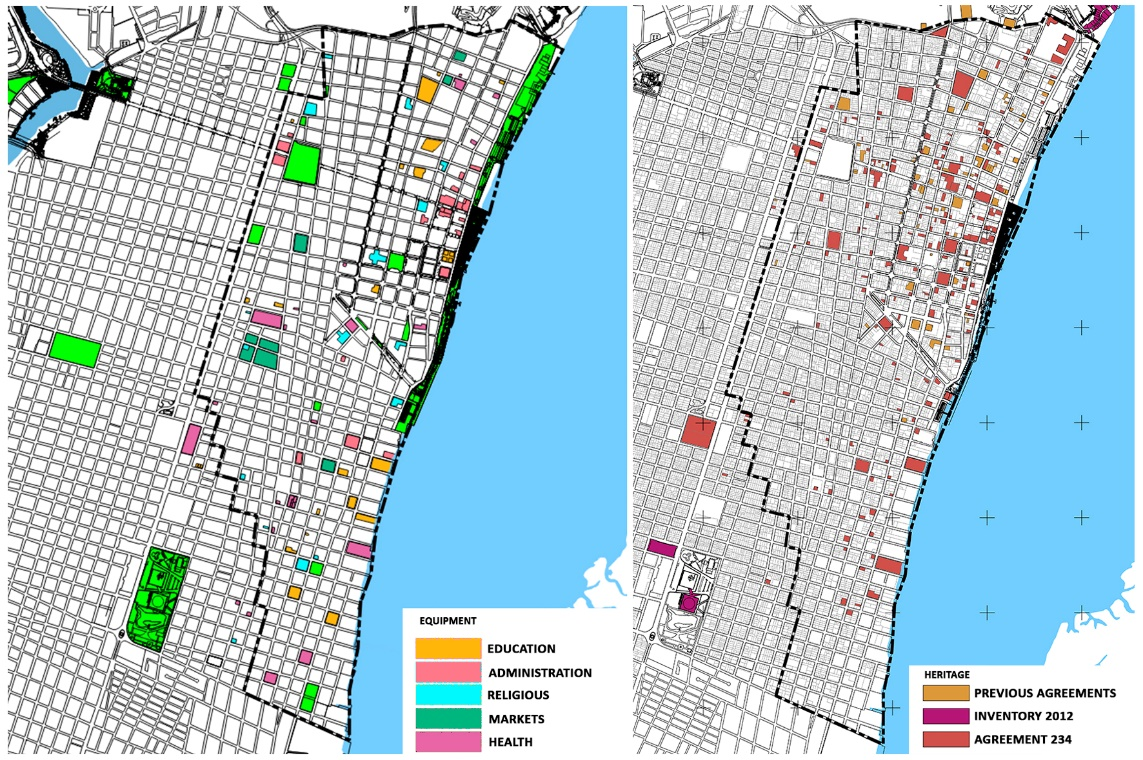 EQUIPMENT
EDUCATION
ADMINISTRATION
RELIGIOUS
MARKETS
HEALTH
HERITAGE
PREVIOUS AGREEMENTS
INVENTORY 2012
AGREEMENT 234